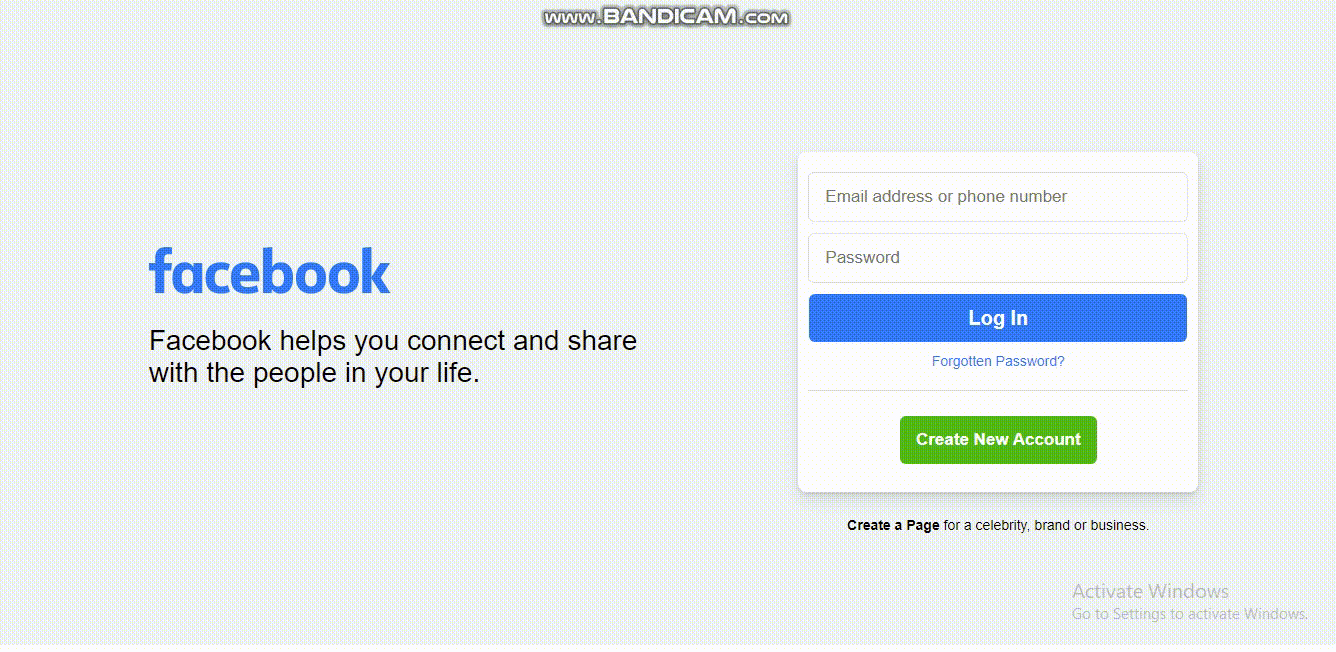 www.BANDICAM.com
facebook
Facebook helps you connect and share
with the people in your life.
Email address or phone number
Password
Log In
Forgotten Password?
Create New Account
Create a Page for a celebrity, brand or business.
Activate Windows
Go to Settings to activate Windows.